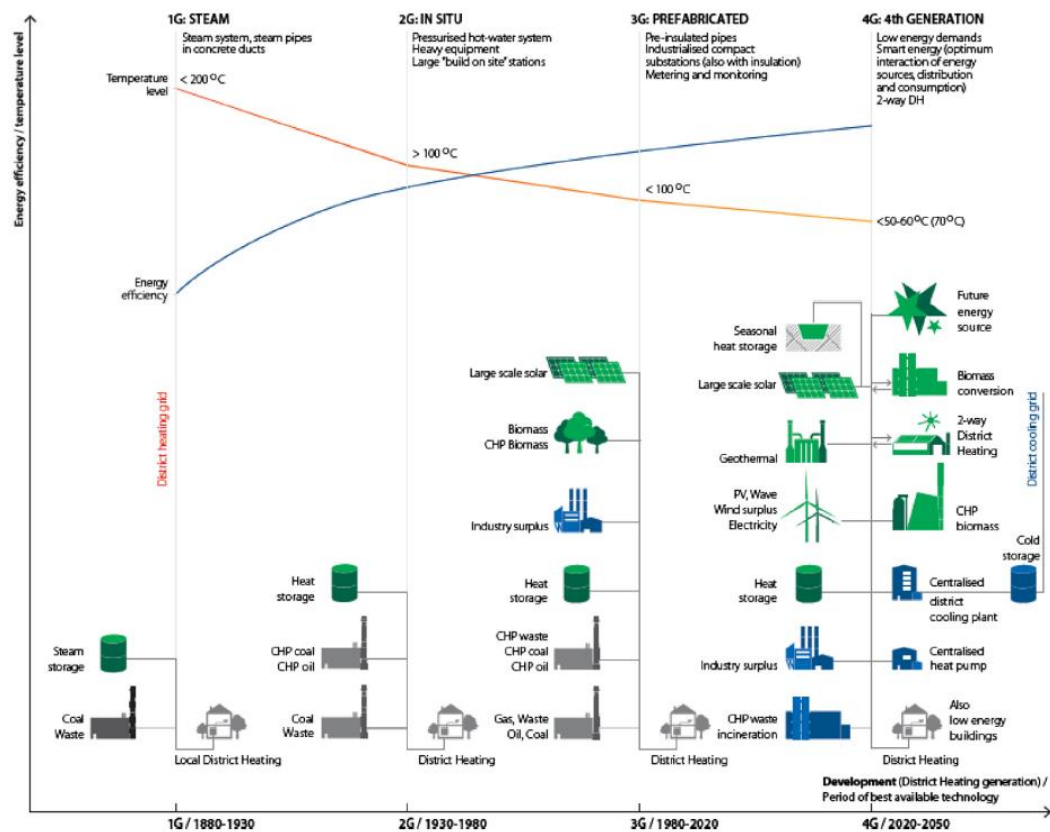 1G: STEAM
Steam system, steam pipes
in concrete ducts
2G: IN SITU
Pressurised hot-water system
Heavy equipment
Large "build on site" stations
3G: PREFABRICATED
Pre-insulated pipes
Industrialised compact
substations (also with insulation)
Metering and monitoring
4G: 4th GENERATION
Low energy demands
Smart energy (optimum
interaction of energy
sources, distribution
and consumption)
2-way DH
Energy efficiency / temperature level
Temperature
level
< 200 °C
> 100 °C
< 100 °C
<50-60°C (70°C)
Energy
efficiency
District heating grid
District cooling grid
Steam
storage
Coal
Waste
Local District Heating
Heat
storage
CHP coal
CHP oil
Coal
Waste
District Heating
Large scale solar
Biomass
CHP Biomass
Industry surplus
Heat
storage
CHP waste
CHP coal
CHP oil
Gas, Waste
Oil, Coal
District Heating
Seasonal
heat storage
Large scale solar
Geothermal
PV, Wave
Wind surplus
Electricity
Heat
storage
Industry surplus
CHP waste
incineration
Future
energy
source
Biomass
conversion
2-way
District
Heating
CHP
biomass
Cold
storage
Centralised
district
cooling plant
Centralised
heat pump
Also
low energy
buildings
District Heating
Development (District Heating generation) /
Period of best available technology
1G / 1880-1930
2G / 1930-1980
3G / 1980-2020
4G / 2020-2050